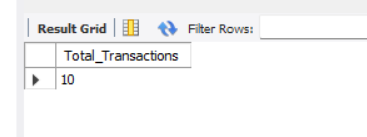 Result Grid Filter Rows:
Total_Transactions
10